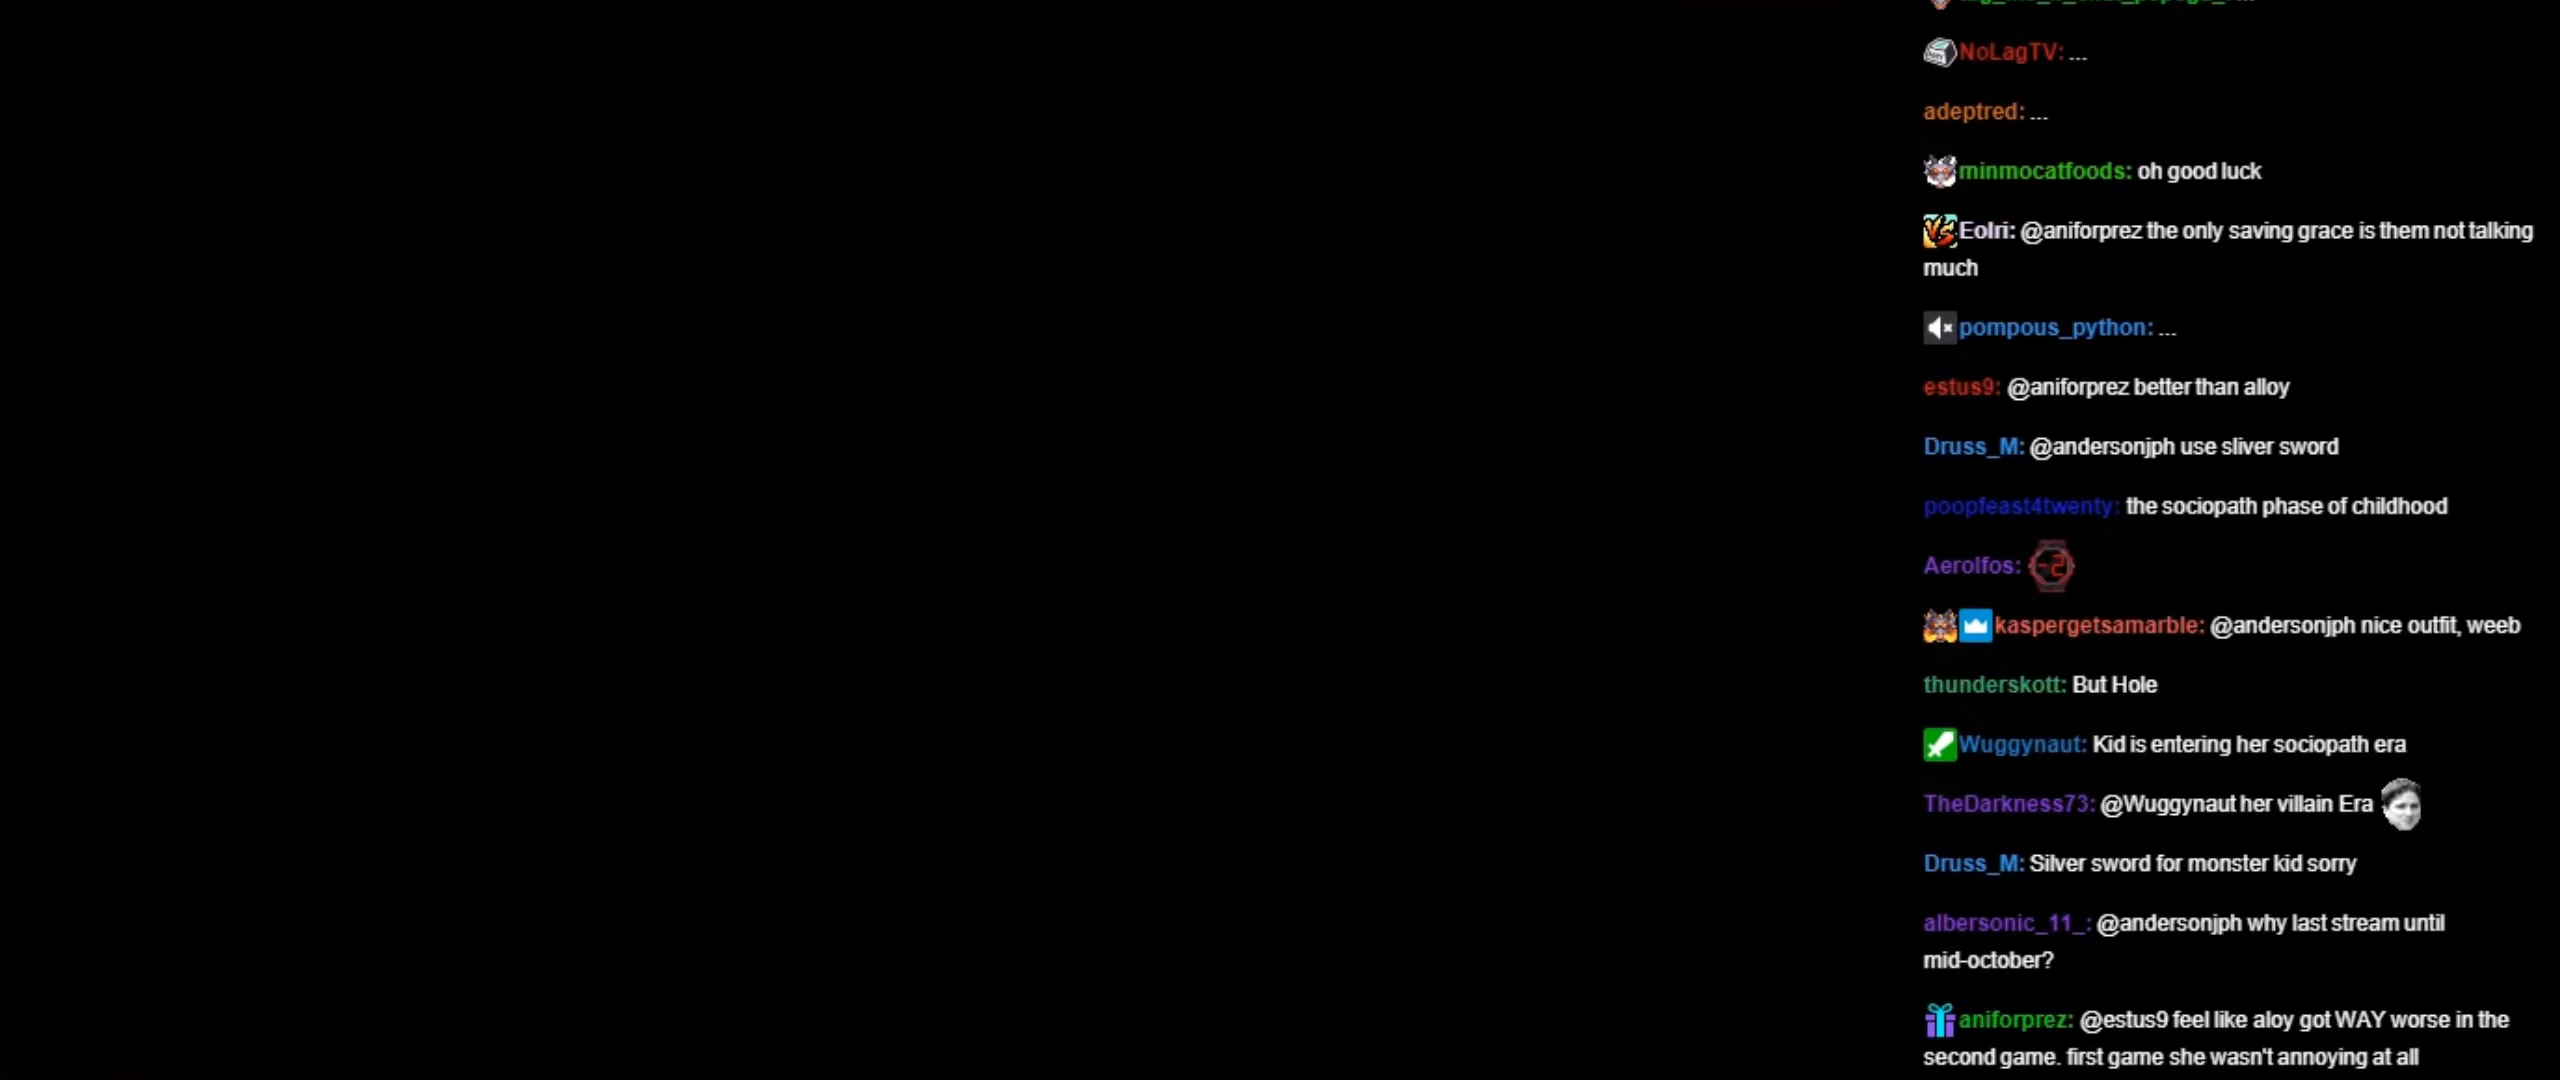 NoLagTV: ...
adeptred: ...
minmocatfoods: oh good luck
Eolri: @aniforprez the only saving grace is them not talking
much
pompous_python: ...
estus9: @aniforprez better than alloy
Druss_M: @andersonjph use sliver sword
poopfeast4twenty: the sociopath phase of childhood
Aerolfos: -2
kaspergetsamarble: @andersonjph nice outfit, weeb
thunderskott: But Hole
Wuggynaut: Kid is entering her sociopath era
TheDarkness73: @Wuggynaut her villain Era
Druss_M: Silver sword for monster kid sorry
albersonic_11_: @andersonjph why last stream until
mid-october?
aniforprez: @estus9 feel like aloy got WAY worse in the
second game. first game she wasn't annoying at all